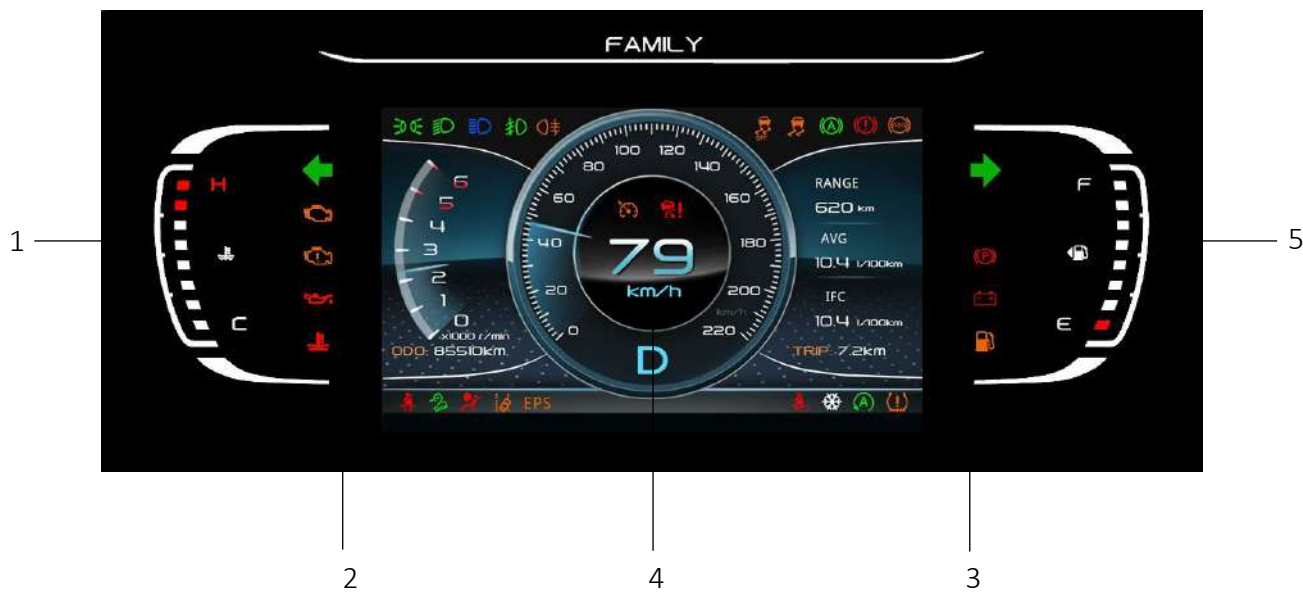 FAMILY
100 120
80 140
60 160
40 180
20 200
0 220
km/h
79
km/h
D
6
5
4
3
2
1
0
x1000 r/min
ODO: 85510km
RANGE
620 km
AVG
10.4 L/100km
IFC
10.4 L/100km
TRIP: 7.2km
H
C
F
E
(A)
(!)
(P)
EPS
(A)
(!)
1
5
2
4
3